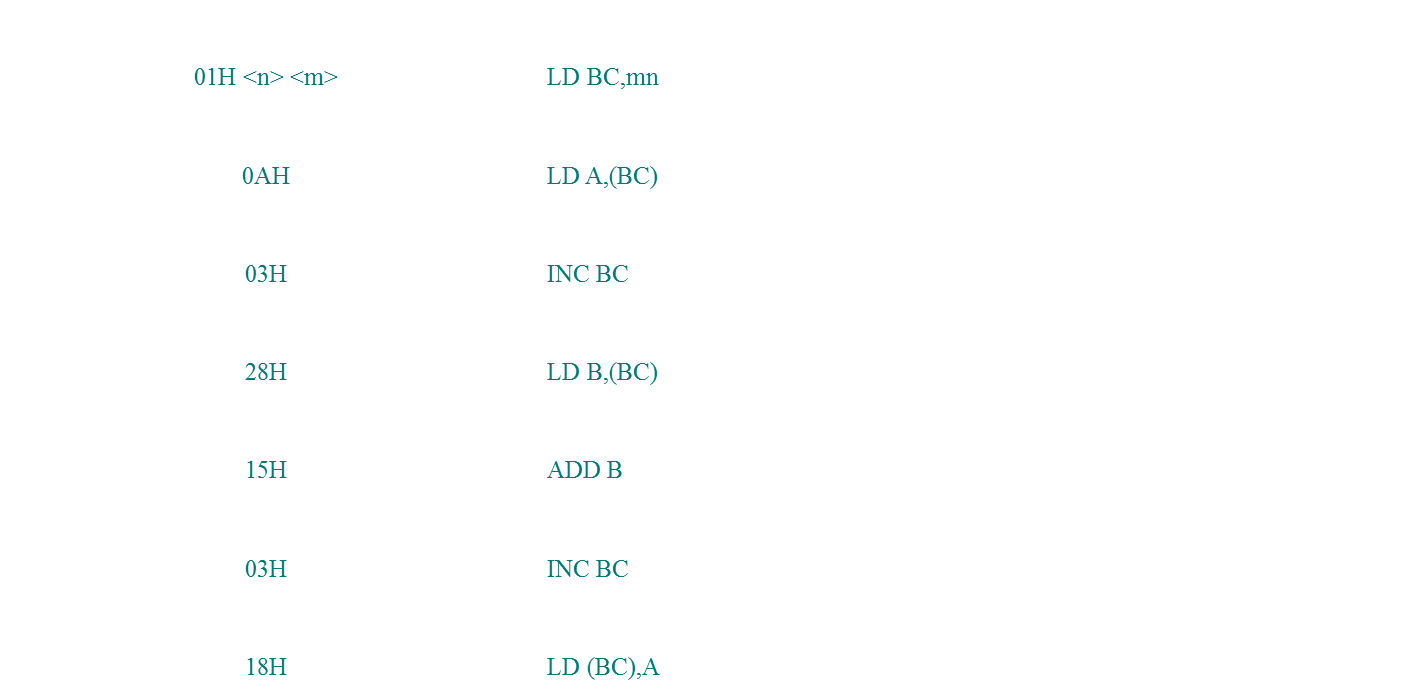 01H <n> <m> LD BC,mn
0AH LD A,(BC)
03H INC BC
28H LD B,(BC)
15H ADD B
03H INC BC
18H LD (BC),A